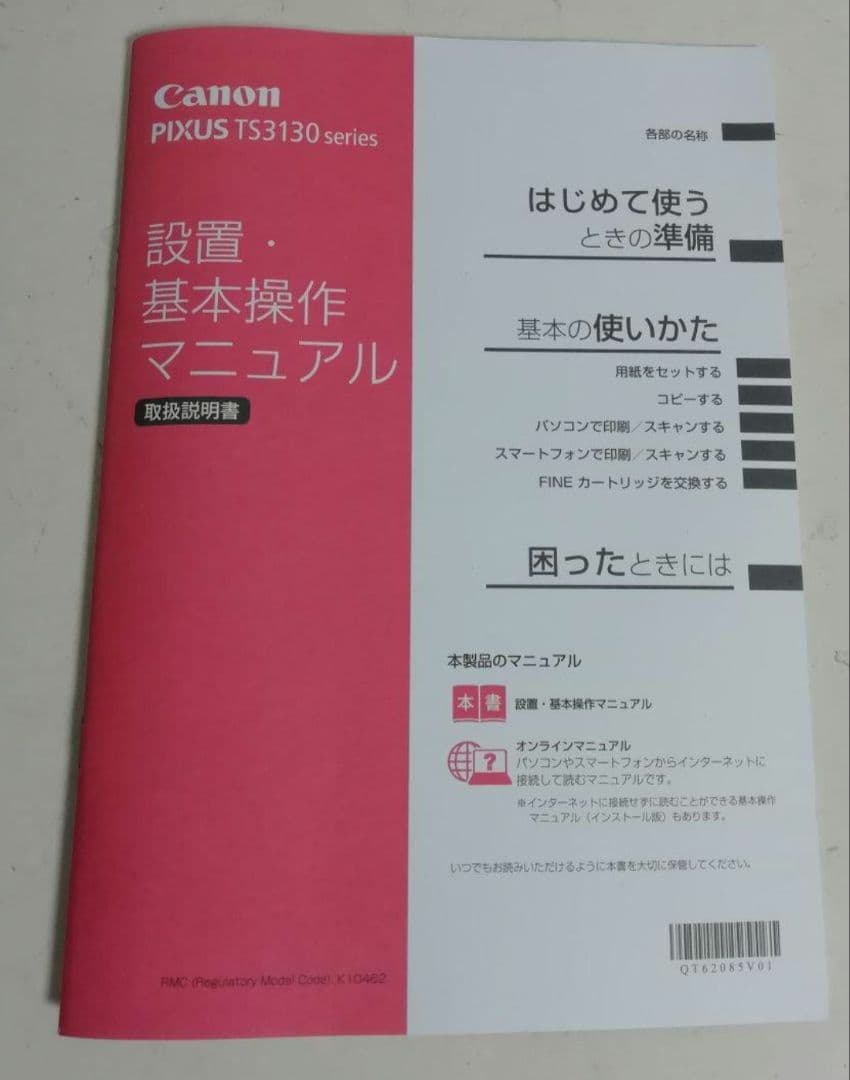 Canon
PIXUS TS3130 series
設置・
基本操作
マニュアル
取扱説明書
RMC (Regulatory Model Code): K10462
各部の名称
はじめて使う
ときの準備
基本の使いかた
用紙をセットする
コピーする
パソコンで印刷／スキャンする
スマートフォンで印刷／スキャンする
FINE カートリッジを交換する
困ったときには
本製品のマニュアル
本書 設置・基本操作マニュアル
?
オンラインマニュアル
パソコンやスマートフォンからインターネットに
接続して読むマニュアルです。
※インターネットに接続せずに読むことができる基本操作
マニュアル（インストール版）もあります。
いつでもお読みいただけるように本書を大切に保管してください。
QT62085V01